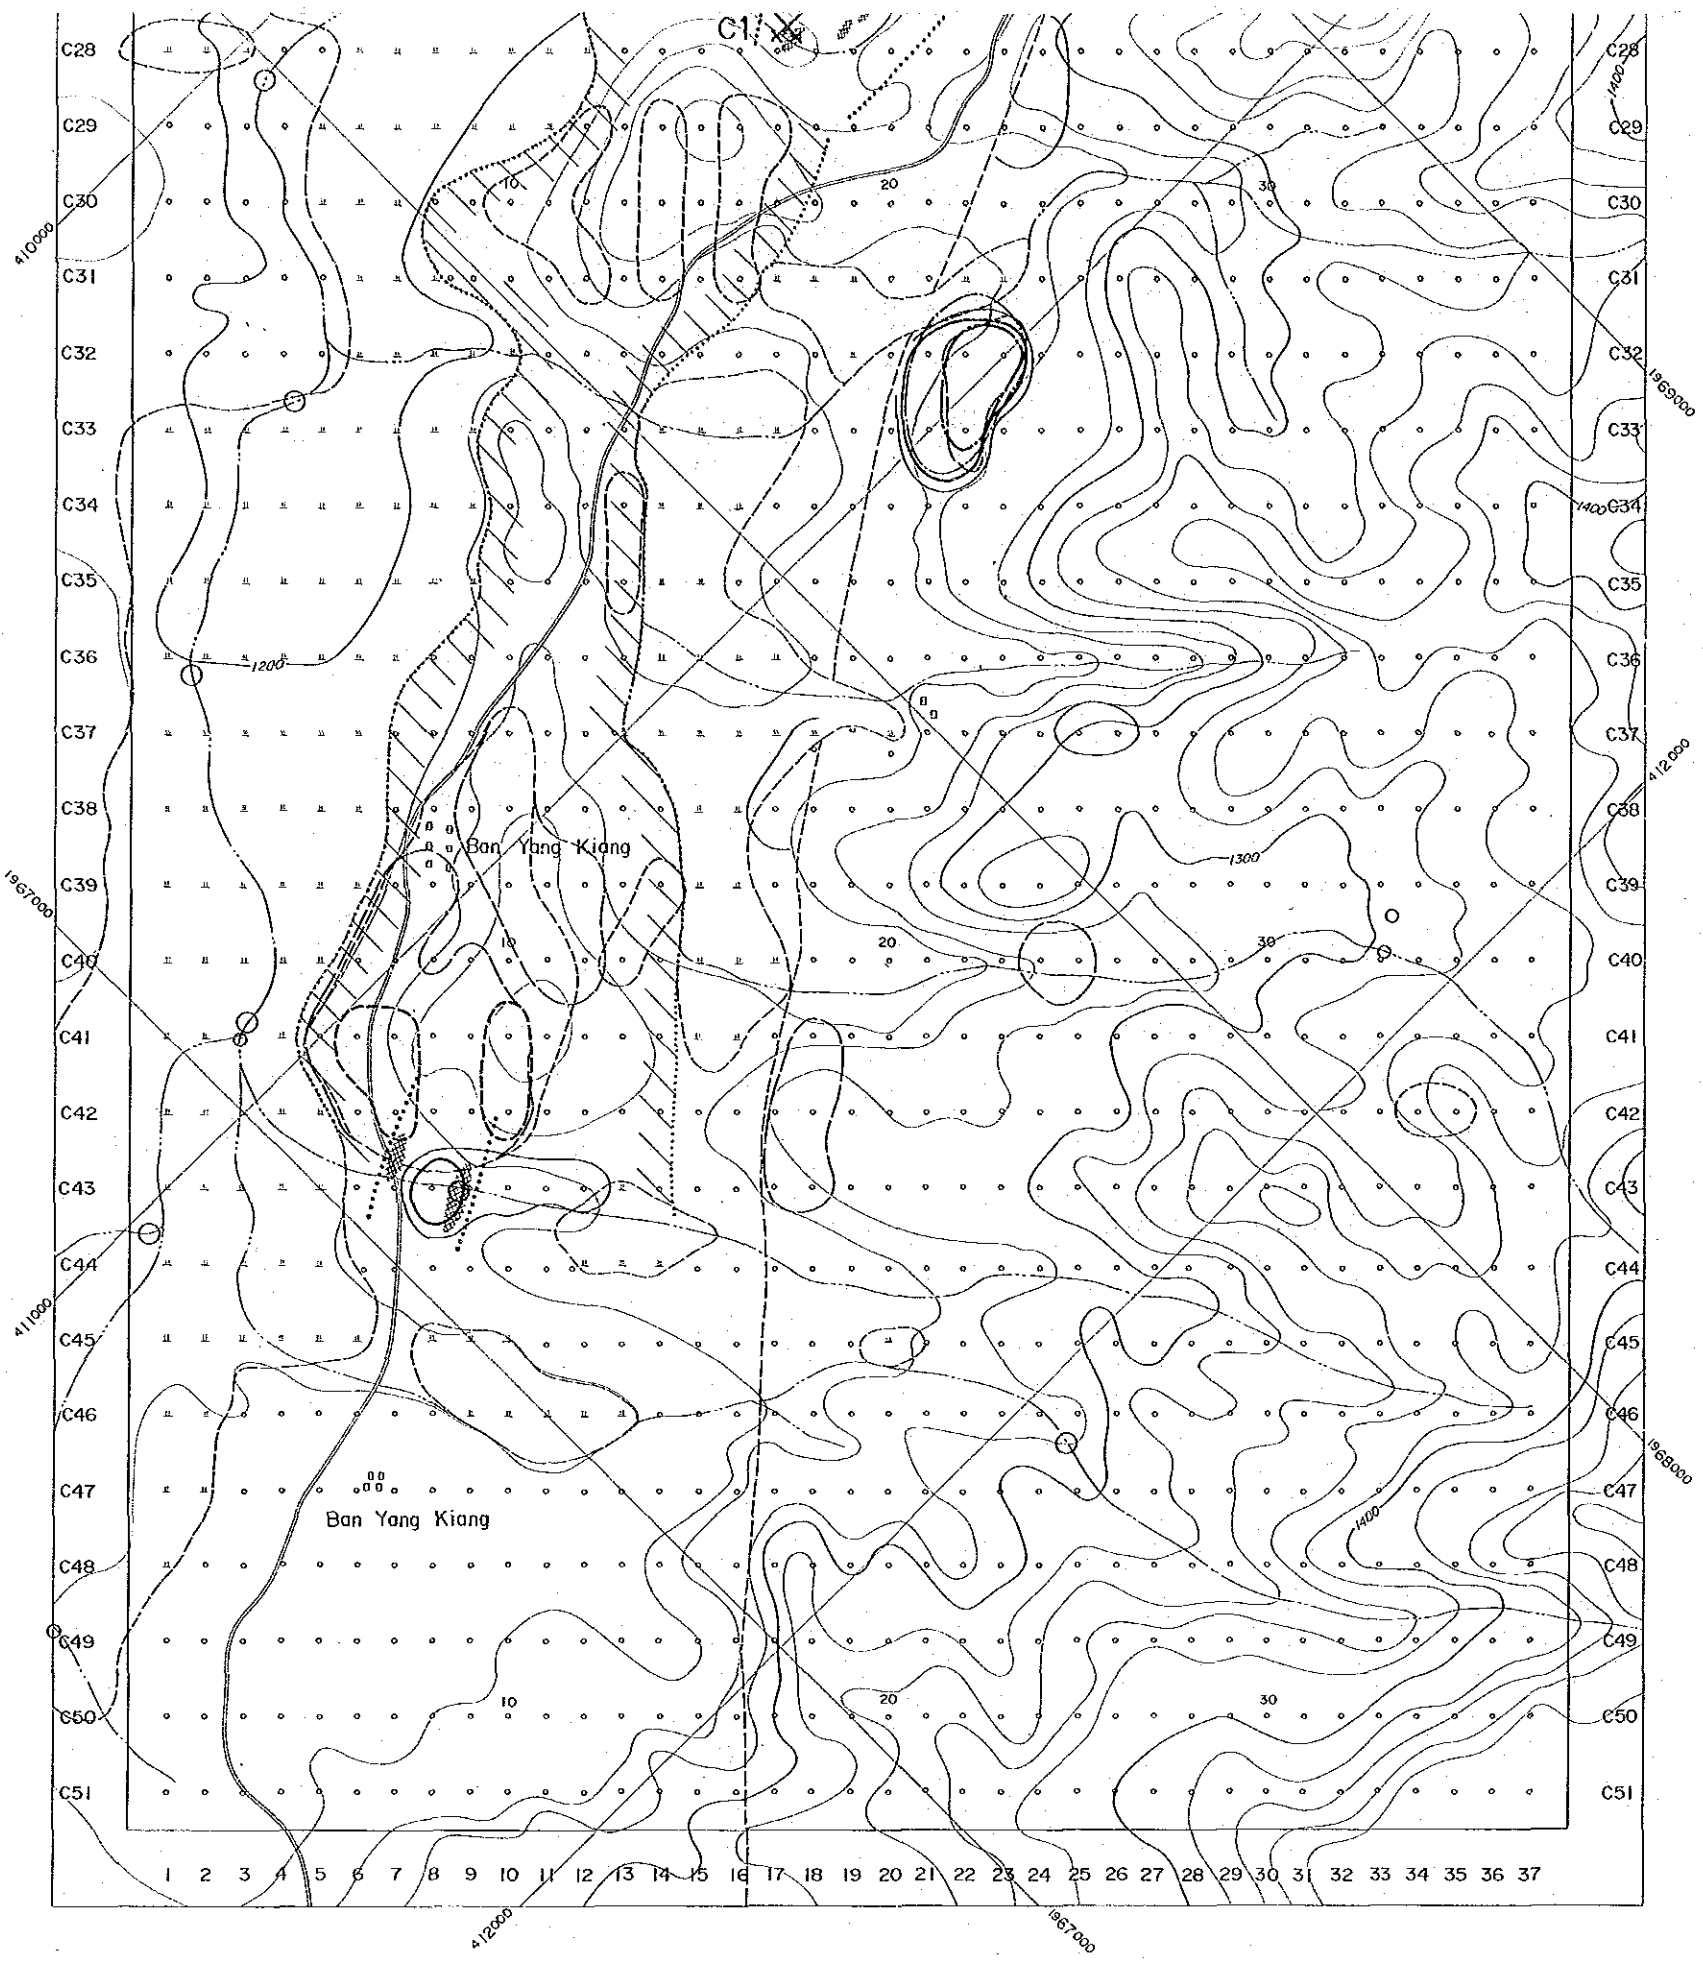 C1
C28 C28
1400
C29 C29
10 20 30
C30 C30
410000
C31 C31
C32 C32
1969000
C33 C33
C34 1400 C34
C35 C35
C36 1200 C36
C37 C37
412000
C38 C38
Ban Yang Kiang
1300
C39 C39
1967000
10 20 30
C40 C40
C41 C41
C42 C42
C43 C43
C44 C44
411000
C45 C45
C46 C46
1968000
C47 C47
1400
Ban Yang Kiang
C48 C48
C49 C49
10 20 30
C50 C50
C51 C51
1 2 3 4 5 6 7 8 9 10 11 12 13 14 15 16 17 18 19 20 21 22 23 24 25 26 27 28 29 30 31 32 33 34 35 36 37
412000 1967000